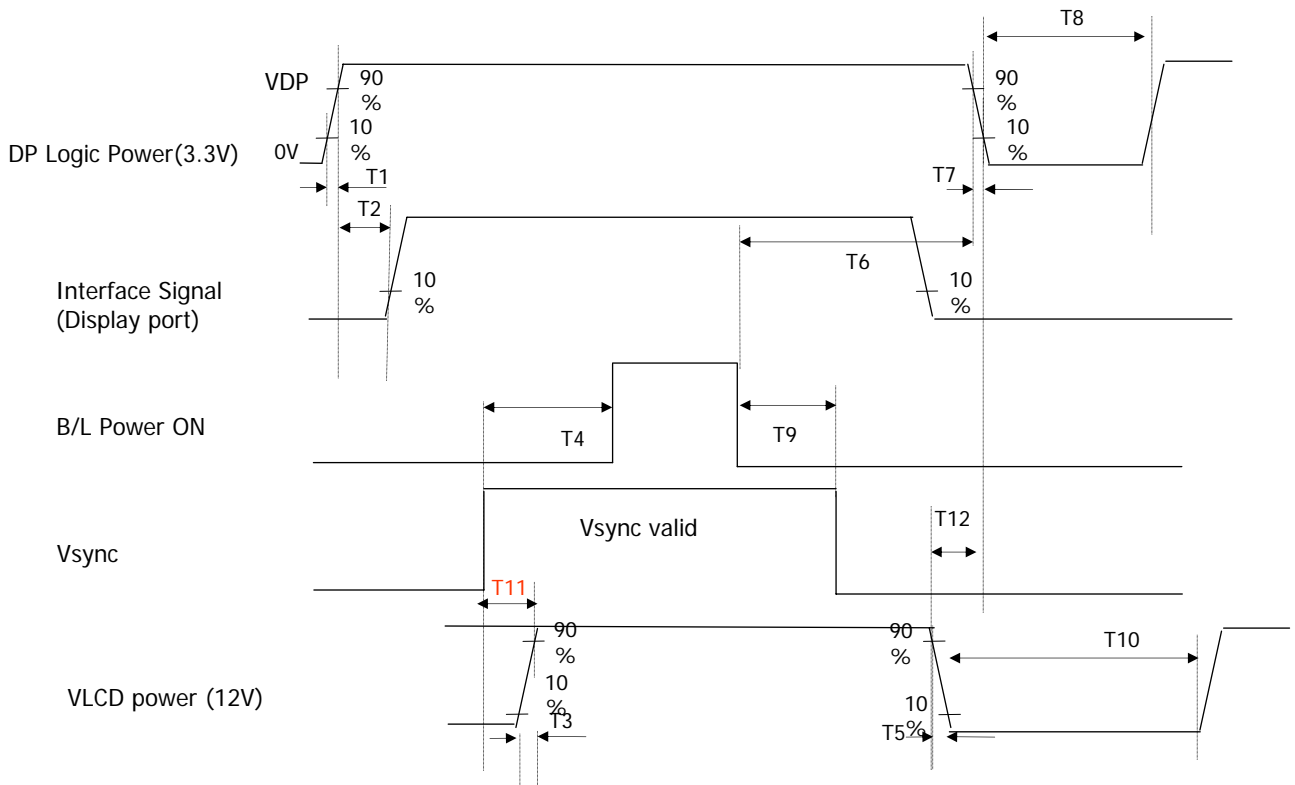 T8
VDP
90
%
90
%
10
%
10
%
DP Logic Power(3.3V)
0V
T1
T7
T2
T6
10
%
10
%
Interface Signal
(Display port)
B/L Power ON
T4
T9
T12
Vsync valid
Vsync
T11
90
%
90
%
T10
10
%
VLCD power (12V)
10
%
T3
T5